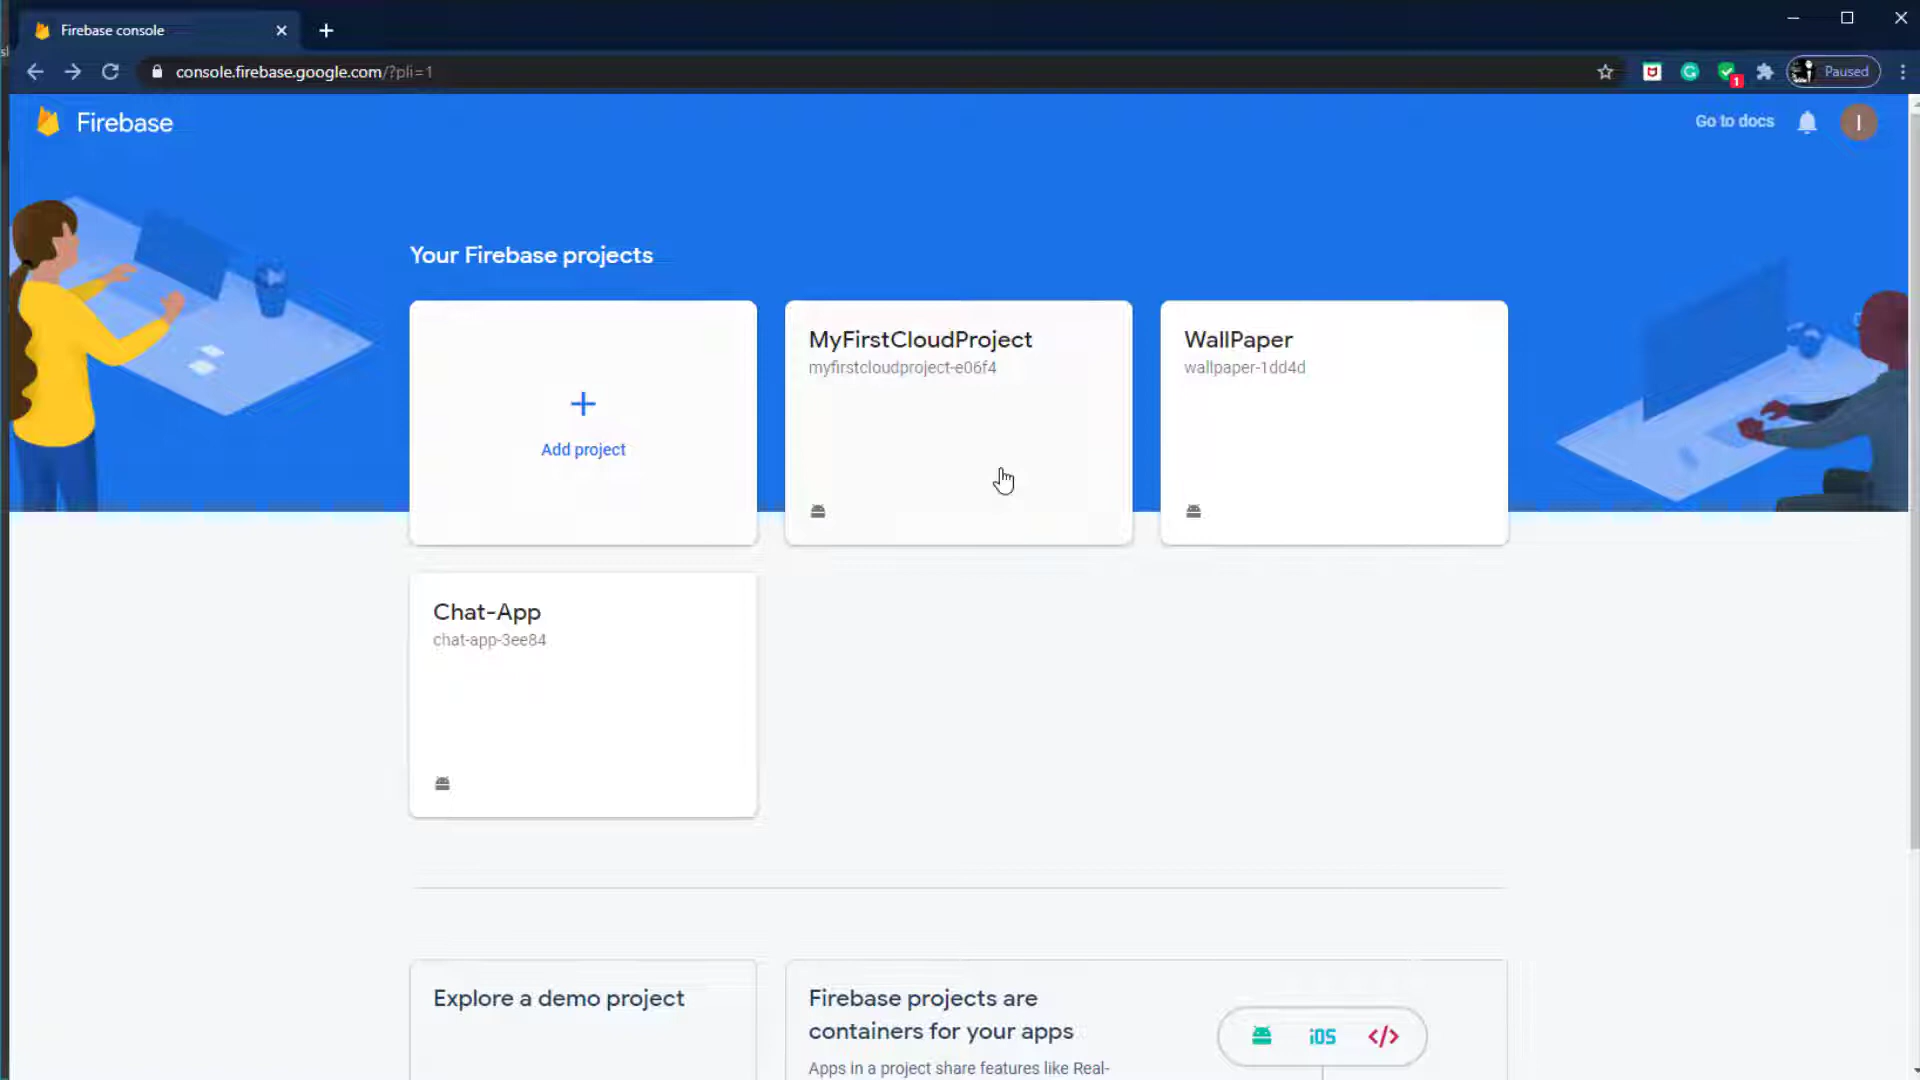 Firebase console
console.firebase.google.com/?pli=1
1
Paused
Firebase
Go to docs
I
Your Firebase projects
Add project
MyFirstCloudProject
myfirstcloudproject-e06f4
WallPaper
wallpaper-1dd4d
Chat-App
chat-app-3ee84
Explore a demo project
Firebase projects are
containers for your apps
Apps in a project share features like Real-
iOS
</>